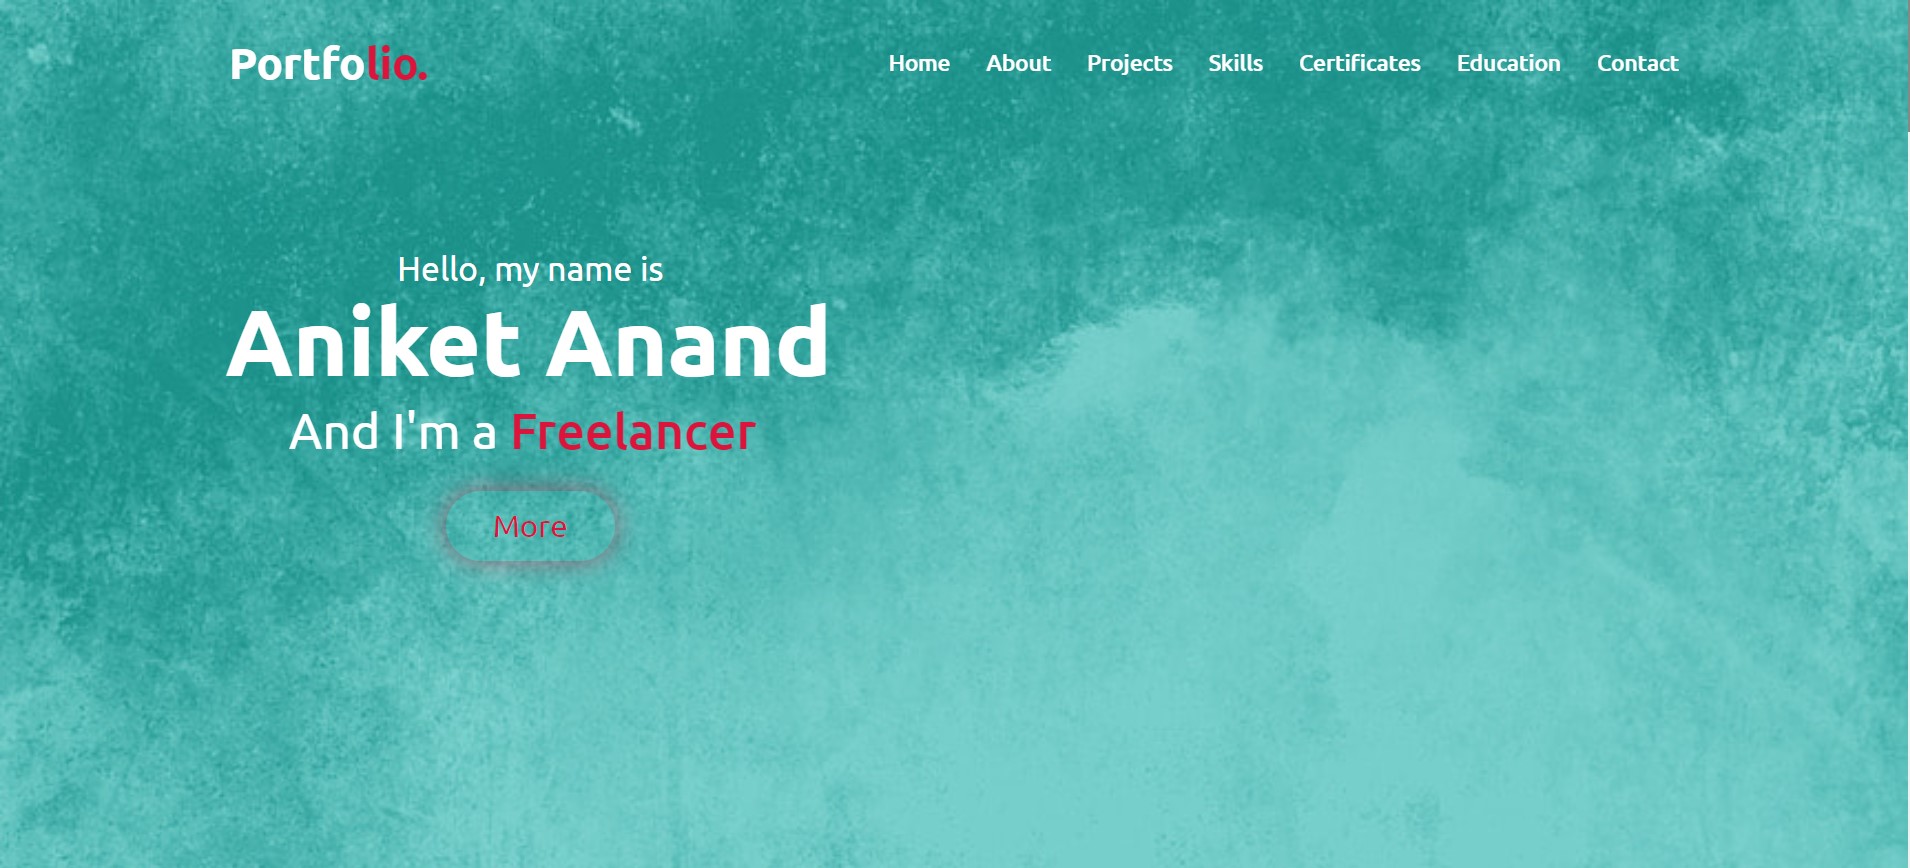 Portfolio.
Home About Projects Skills Certificates Education Contact
Hello, my name is
Aniket Anand
And I'm a Freelancer
More